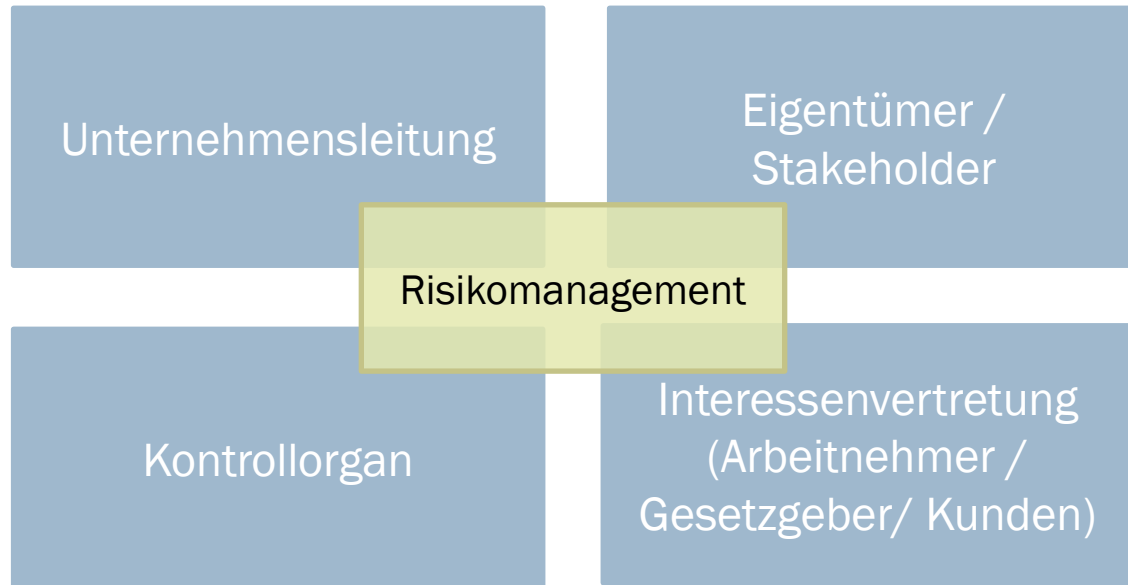 Unternehmensleitung
Eigentümer /
Stakeholder
Risikomanagement
Kontrollorgan
Interessenvertretung
(Arbeitnehmer /
Gesetzgeber/ Kunden)